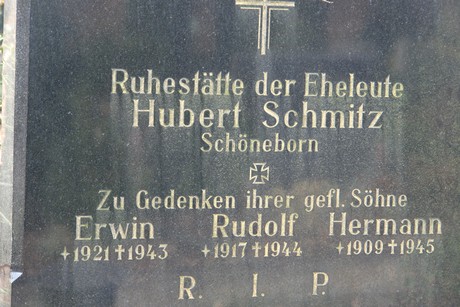 Ruhestätte der Eheleute
Hubert Schmitz
Schöneborn
Zu Gedenken ihrer gefl. Söhne
Erwin Rudolf Hermann
+1921✝1943 +1917✝1944 +1909✝1945
R. I. P.